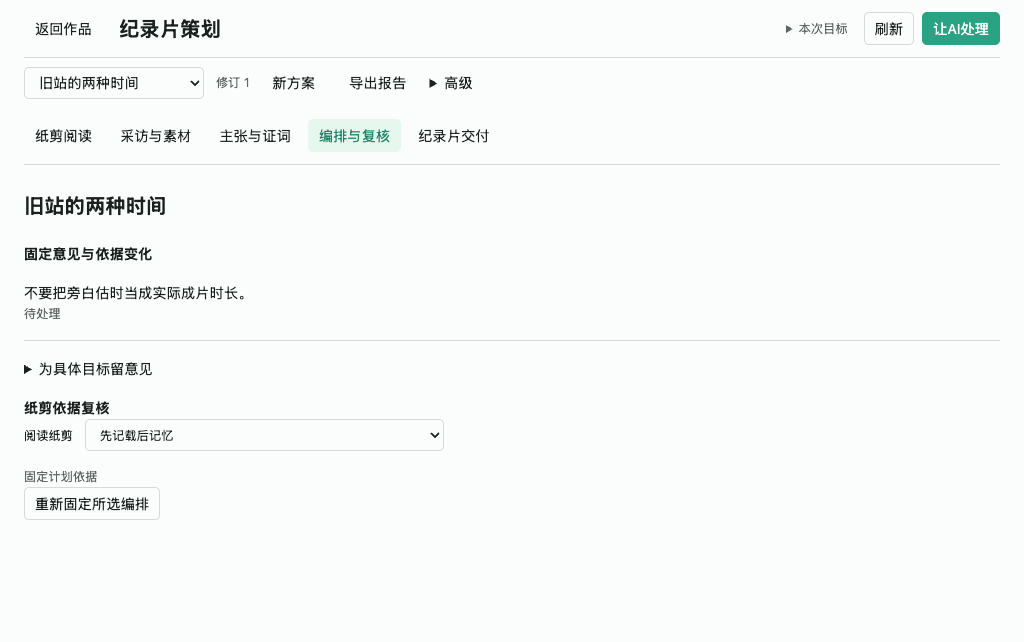 返回作品 纪录片策划 本次目标 刷新 让AI处理
旧站的两种时间 修订 1 新方案 导出报告 高级
纸剪阅读 采访与素材 主张与证词 编排与复核 纪录片交付
旧站的两种时间
固定意见与依据变化
不要把旁白估时当成实际成片时长。
待处理
为具体目标留意见
纸剪依据复核
阅读纸剪 先记载后记忆
固定计划依据
重新固定所选编排